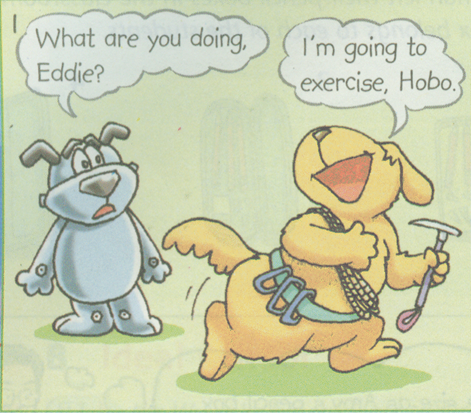 1
What are you doing,
Eddie?
I'm going to
exercise, Hobo.